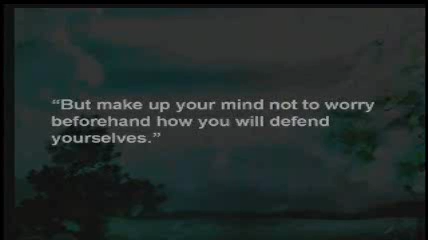 “But make up your mind not to worry
beforehand how you will defend
yourselves.”